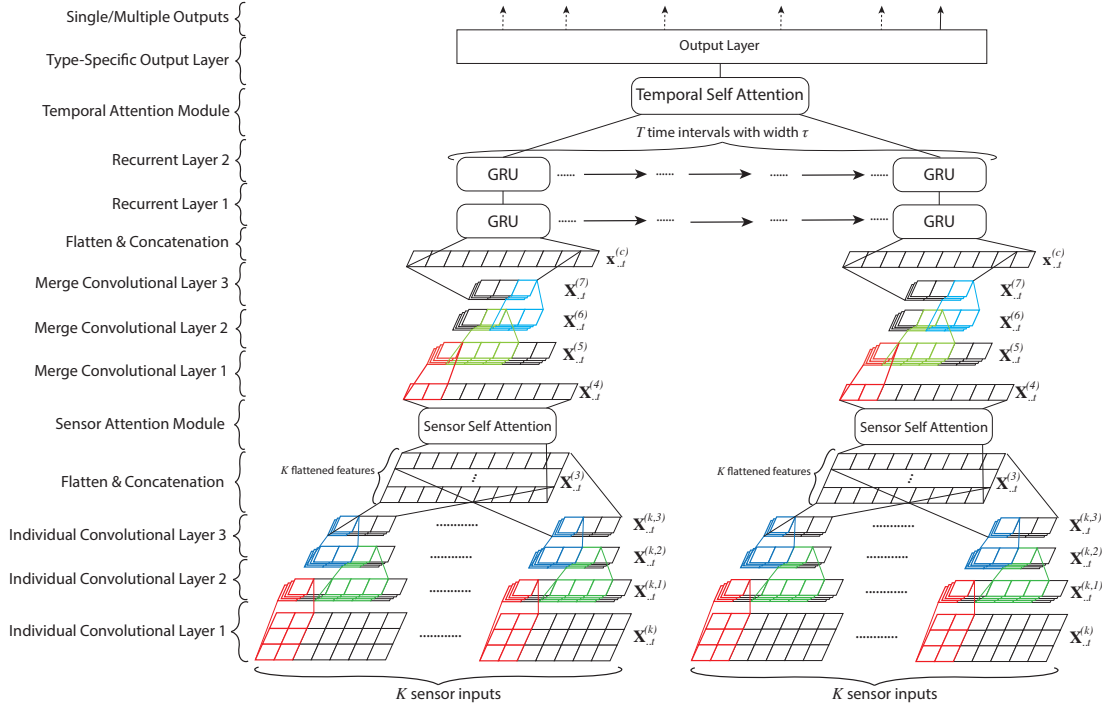 Single/Multiple Outputs
Output Layer
Type-Specific Output Layer
Temporal Self Attention
Temporal Attention Module
T time intervals with width τ
Recurrent Layer 2
GRU
GRU
Recurrent Layer 1
GRU
GRU
Flatten & Concatenation
x^{(c)}_{..t}
x^{(c)}_{..t}
Merge Convolutional Layer 3
X^{(7)}_{..t}
X^{(7)}_{..t}
Merge Convolutional Layer 2
X^{(6)}_{..t}
X^{(6)}_{..t}
X^{(5)}_{..t}
X^{(5)}_{..t}
Merge Convolutional Layer 1
X^{(4)}_{..t}
X^{(4)}_{..t}
Sensor Attention Module
Sensor Self Attention
Sensor Self Attention
K flattened features
K flattened features
Flatten & Concatenation
X^{(3)}_{..t}
X^{(3)}_{..t}
Individual Convolutional Layer 3
X^{(k,3)}_{..t}
X^{(k,3)}_{..t}
X^{(k,2)}_{..t}
X^{(k,2)}_{..t}
Individual Convolutional Layer 2
X^{(k,1)}_{..t}
X^{(k,1)}_{..t}
Individual Convolutional Layer 1
X^{(k)}_{..t}
X^{(k)}_{..t}
K sensor inputs
K sensor inputs